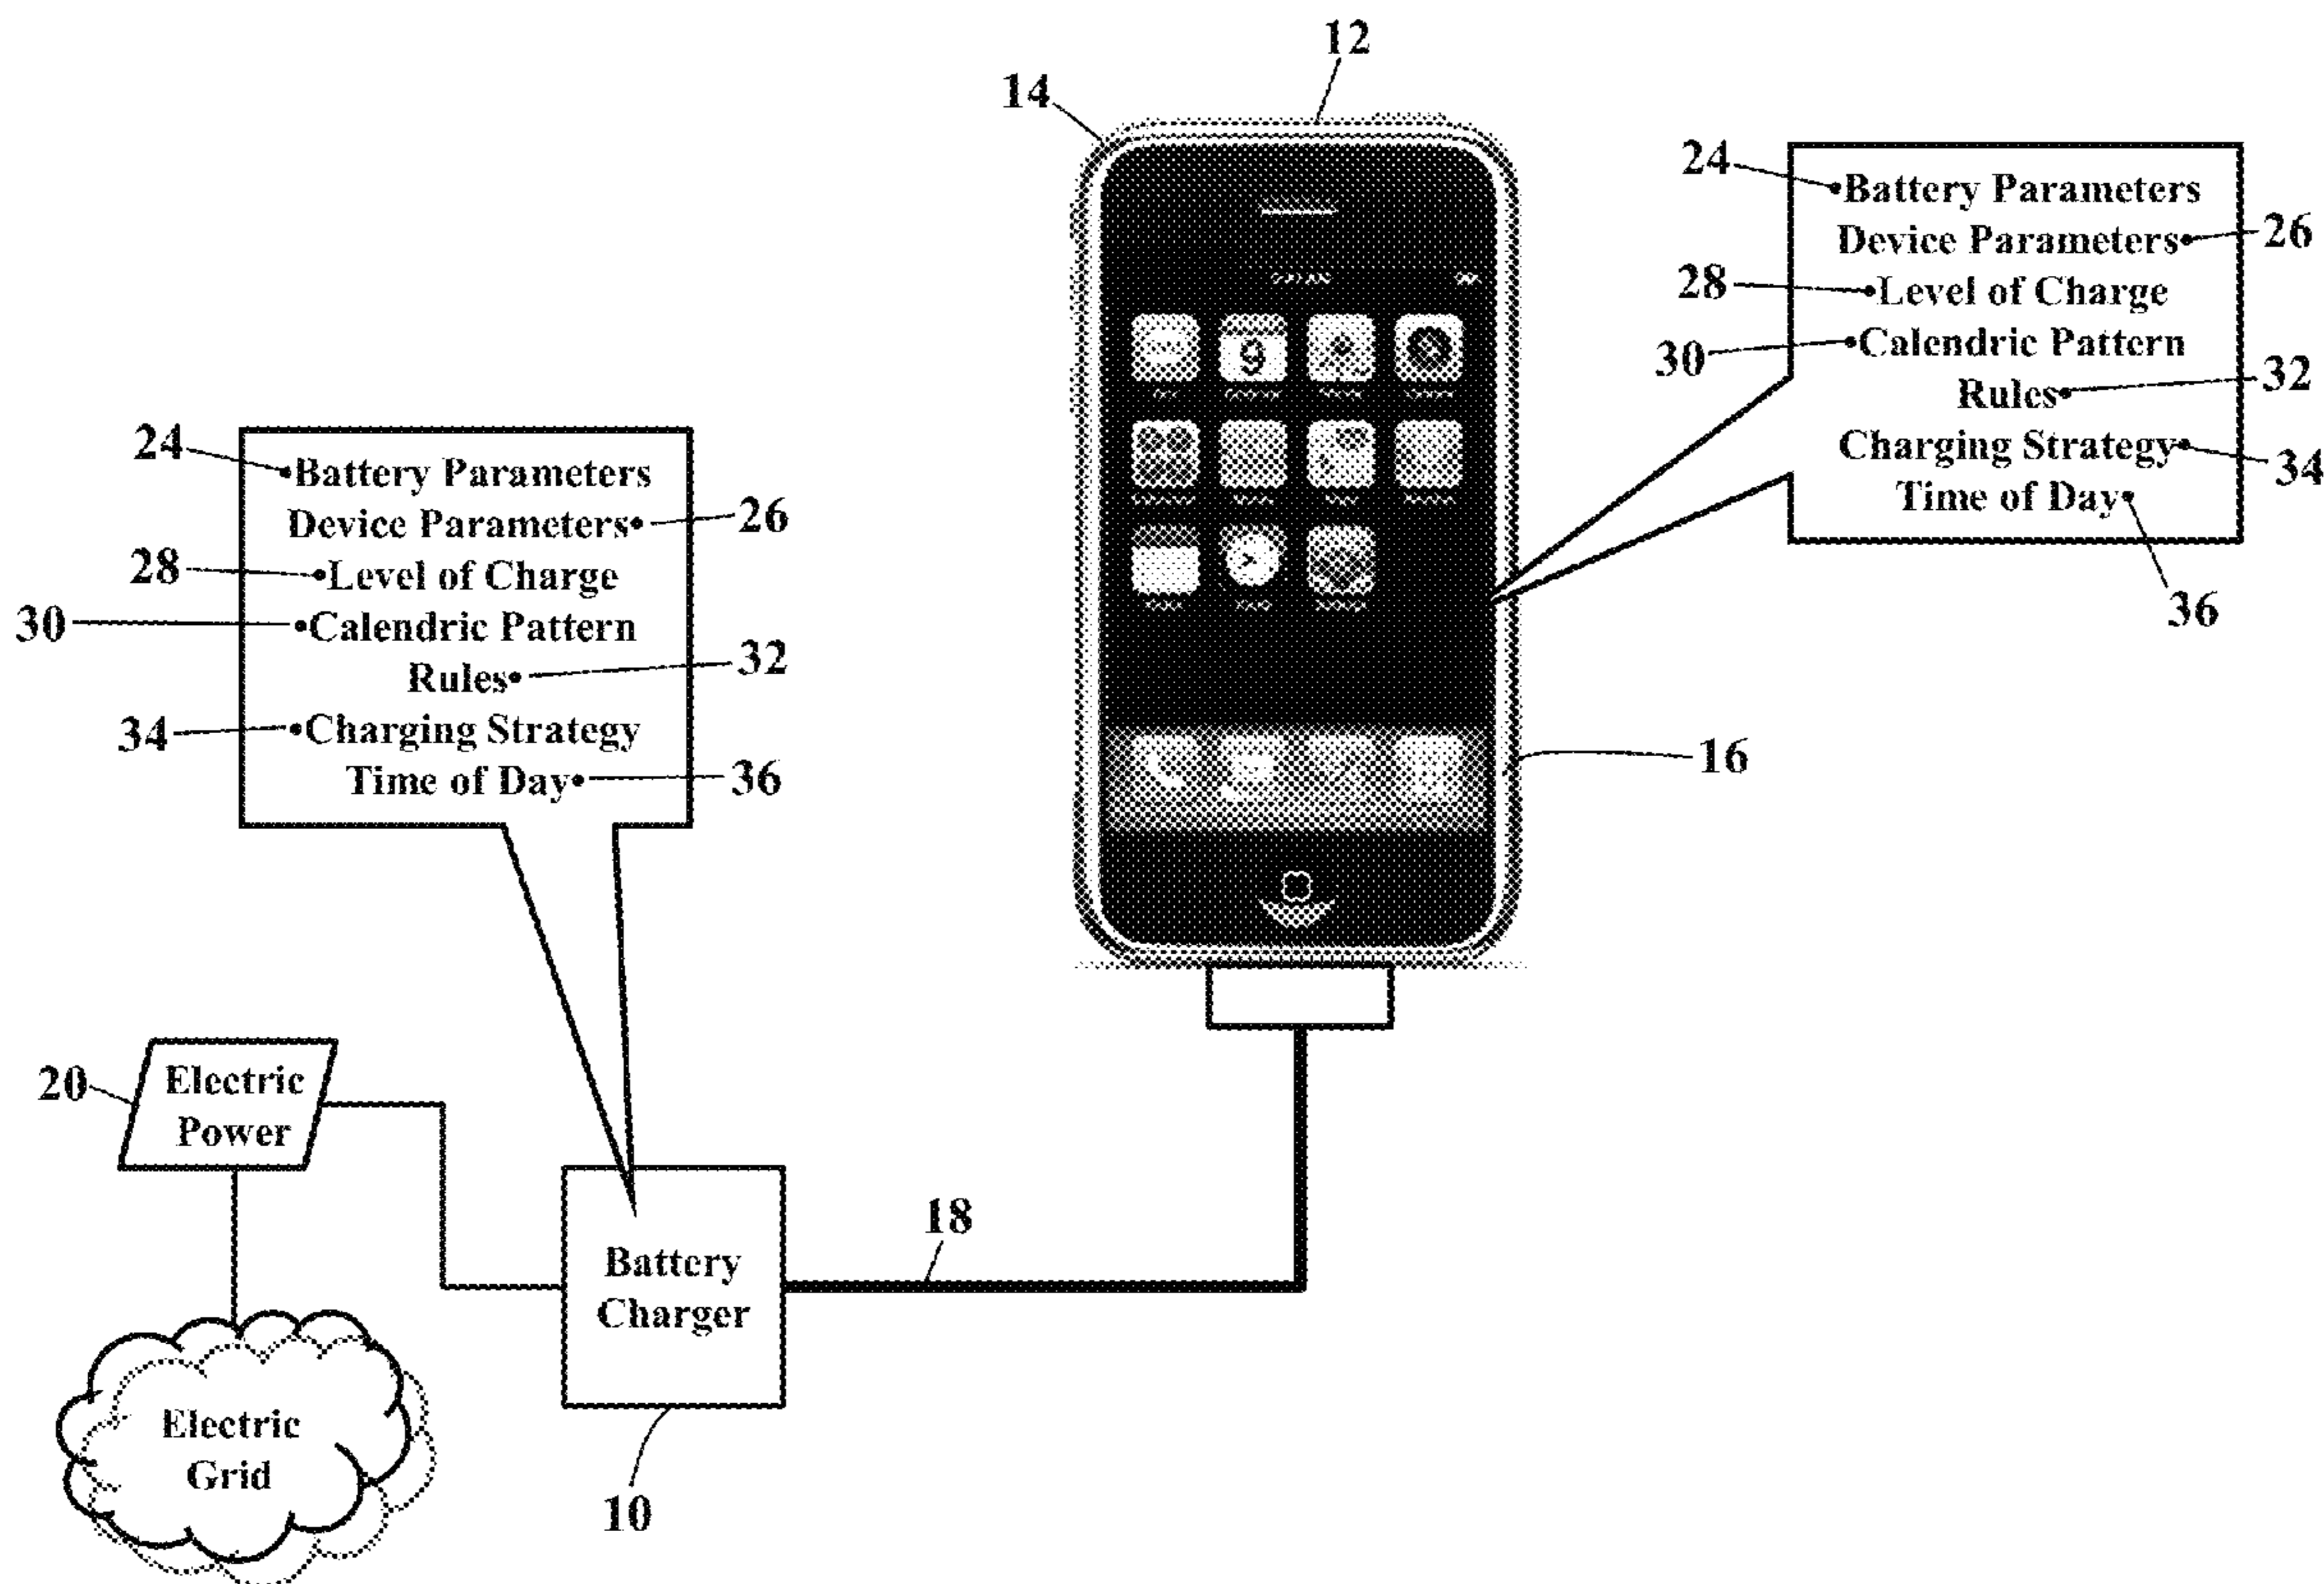 12
14
24
Battery Parameters
Device Parameters
26
28
Level of Charge
30
Calendric Pattern
Rules
32
Charging Strategy
34
Time of Day
36
9
16
24
Battery Parameters
Device Parameters
26
28
Level of Charge
30
Calendric Pattern
Rules
32
34
Charging Strategy
Time of Day
36
20
Electric
Power
18
Battery
Charger
10
Electric
Grid